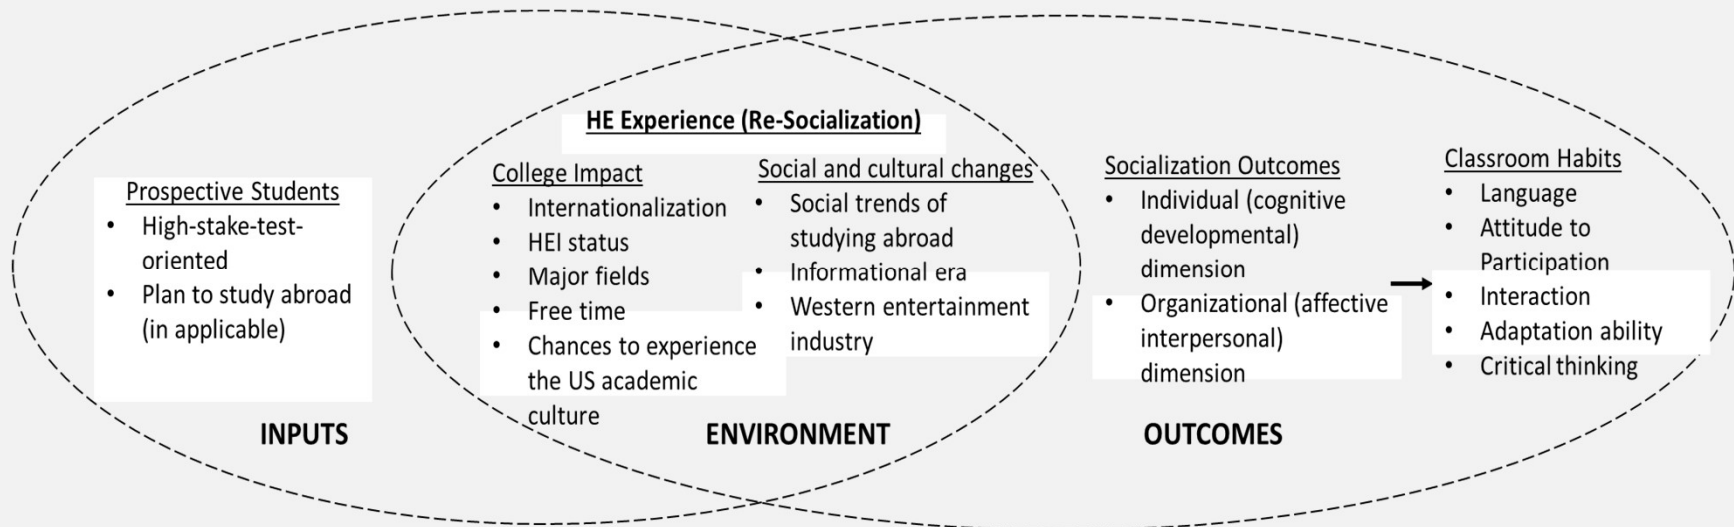 HE Experience (Re-Socialization)
Prospective Students
• High-stake-test-
oriented
• Plan to study abroad
(in applicable)
College Impact
• Internationalization
• HEI status
• Major fields
• Free time
• Chances to experience
the US academic
culture
Social and cultural changes
• Social trends of
studying abroad
• Informational era
• Western entertainment
industry
Socialization Outcomes
• Individual (cognitive
developmental)
dimension
• Organizational (affective
interpersonal)
dimension
Classroom Habits
• Language
• Attitude to
Participation
• Interaction
• Adaptation ability
• Critical thinking
INPUTS
ENVIRONMENT
OUTCOMES